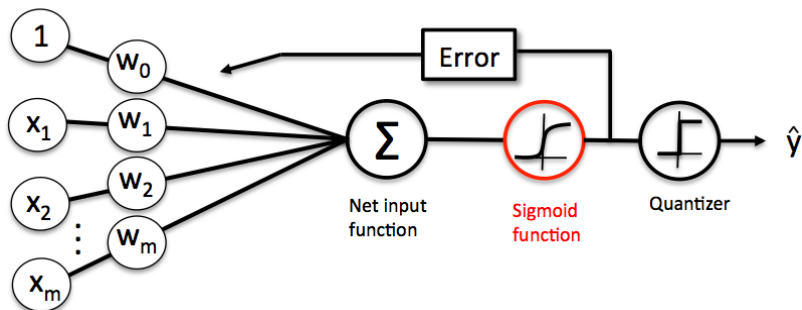 1
w0
Error
x1
w1
Σ
ŷ
x2
w2
⋮
wm
xm
Net input
function
Sigmoid
function
Quantizer